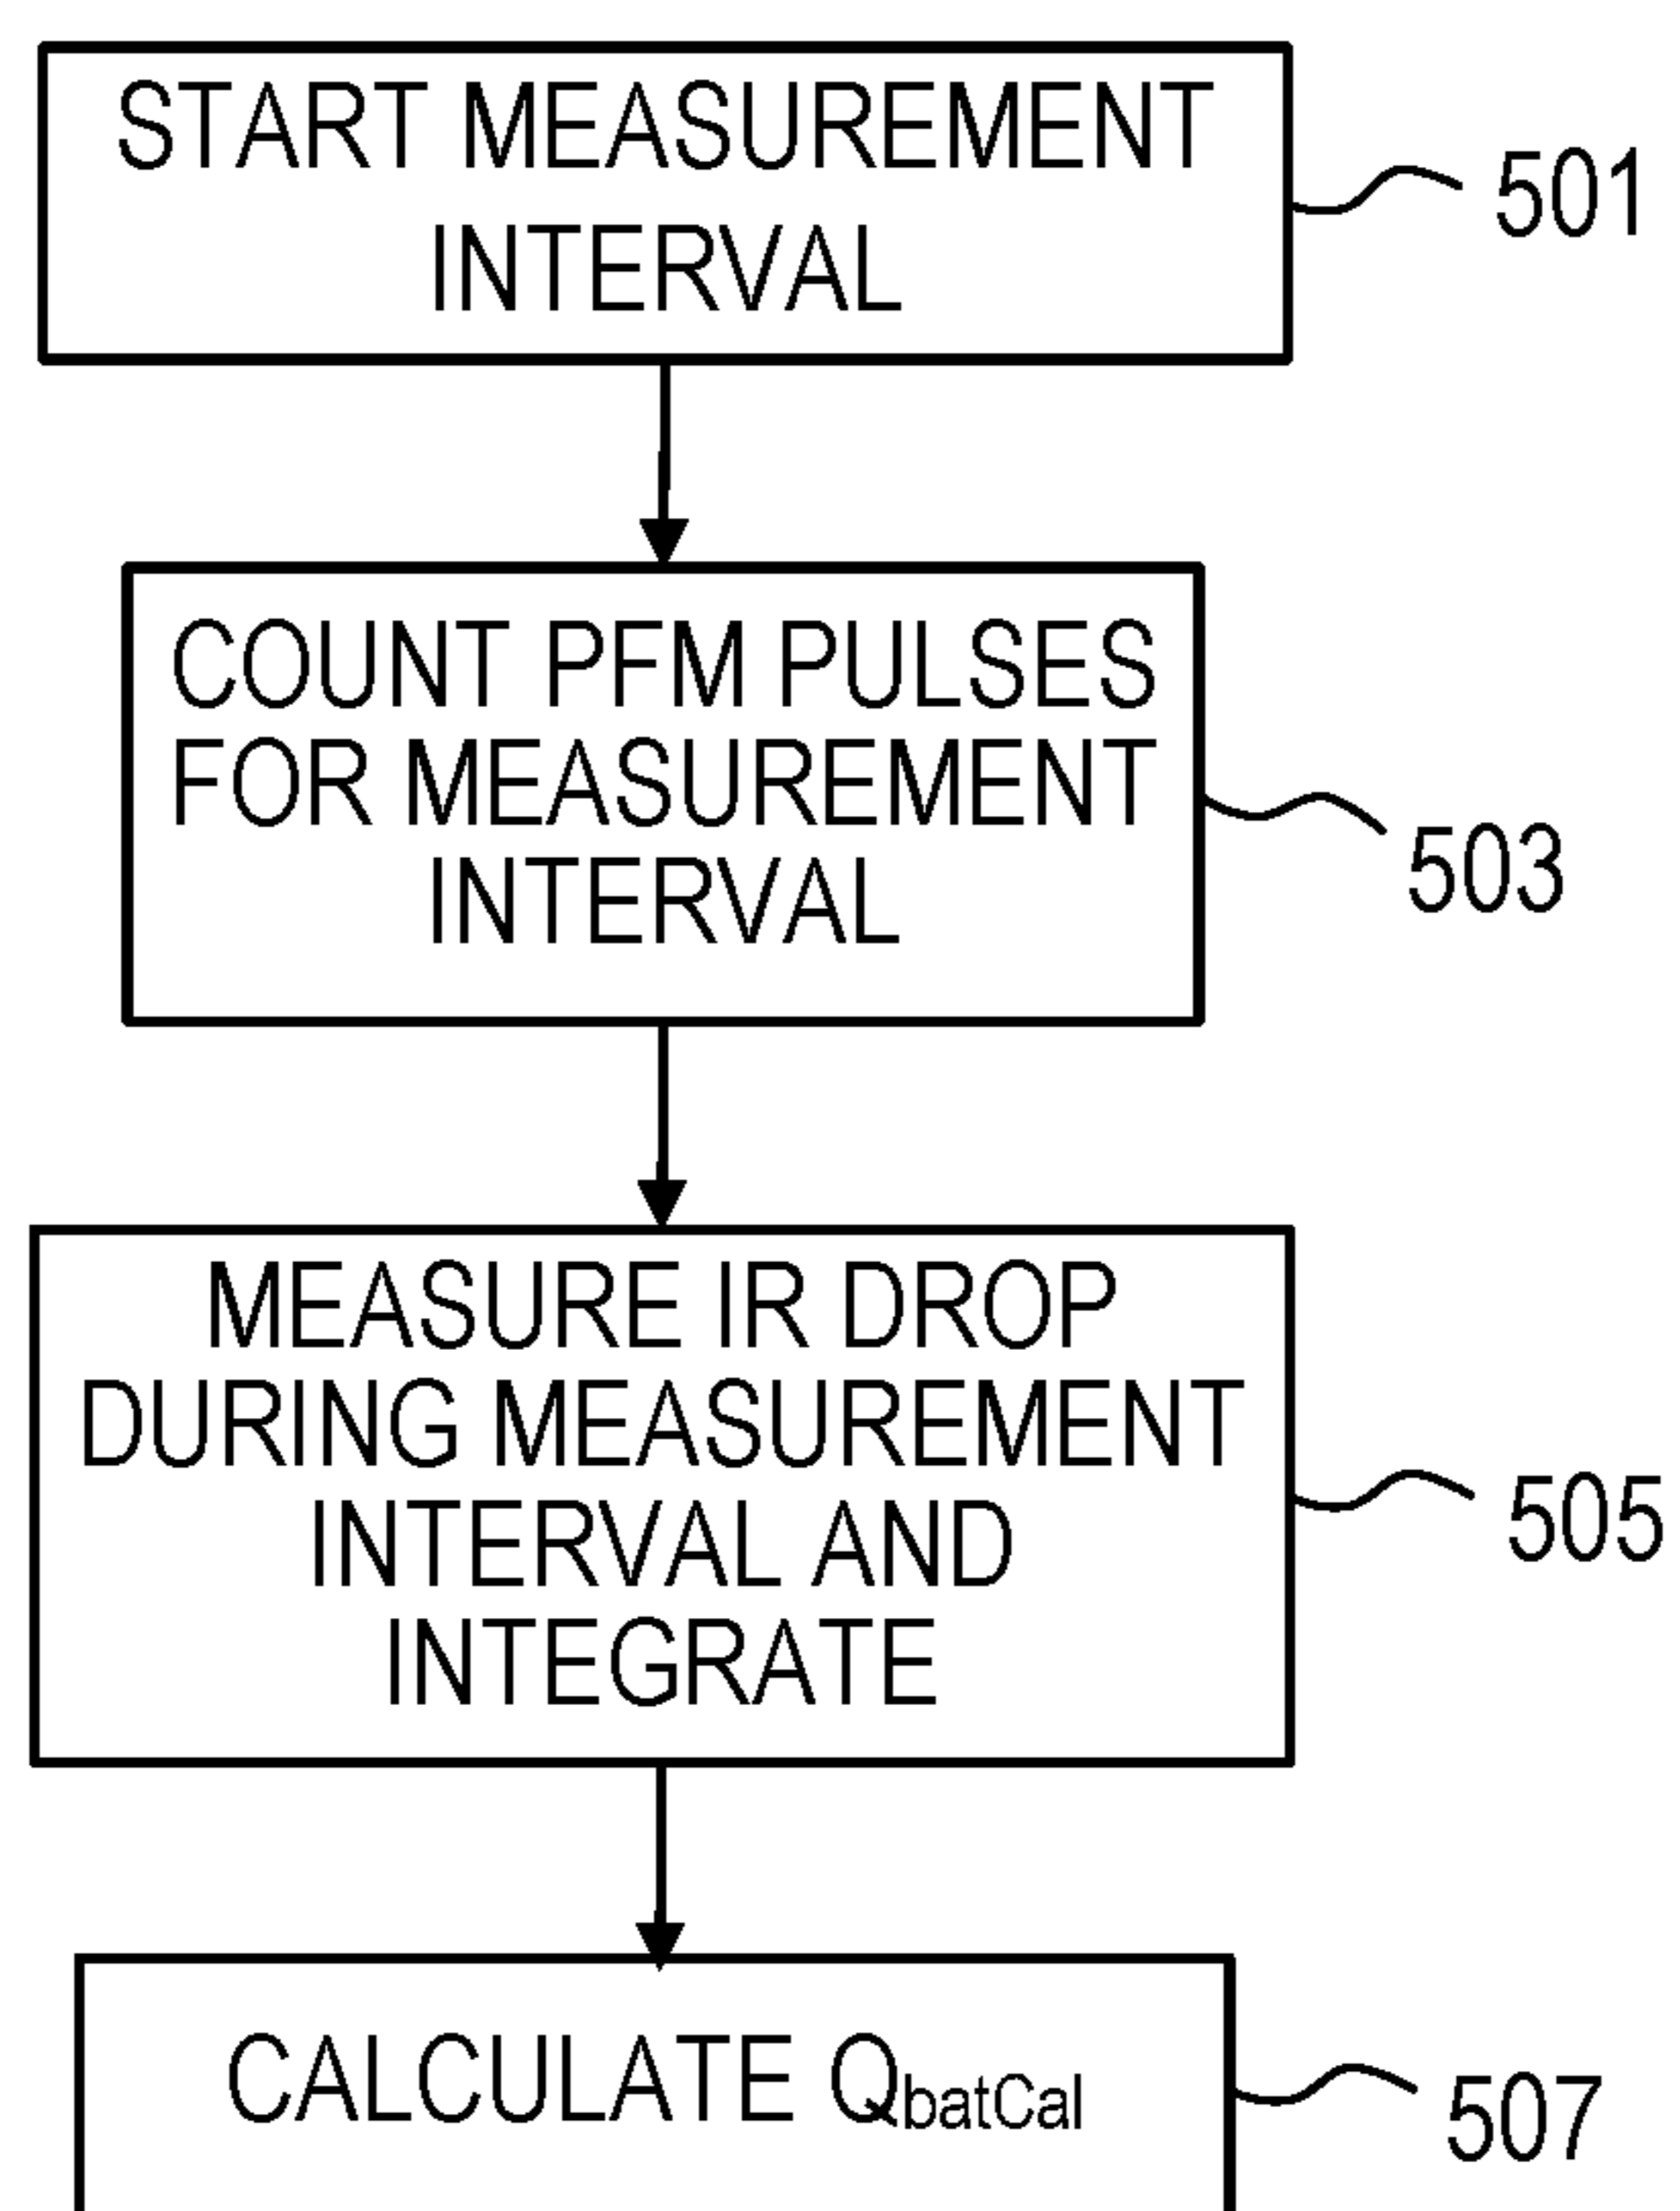 START MEASUREMENT
INTERVAL
501
COUNT PFM PULSES
FOR MEASUREMENT
INTERVAL
503
MEASURE IR DROP
DURING MEASUREMENT
INTERVAL AND
INTEGRATE
505
CALCULATE QbatCal
507